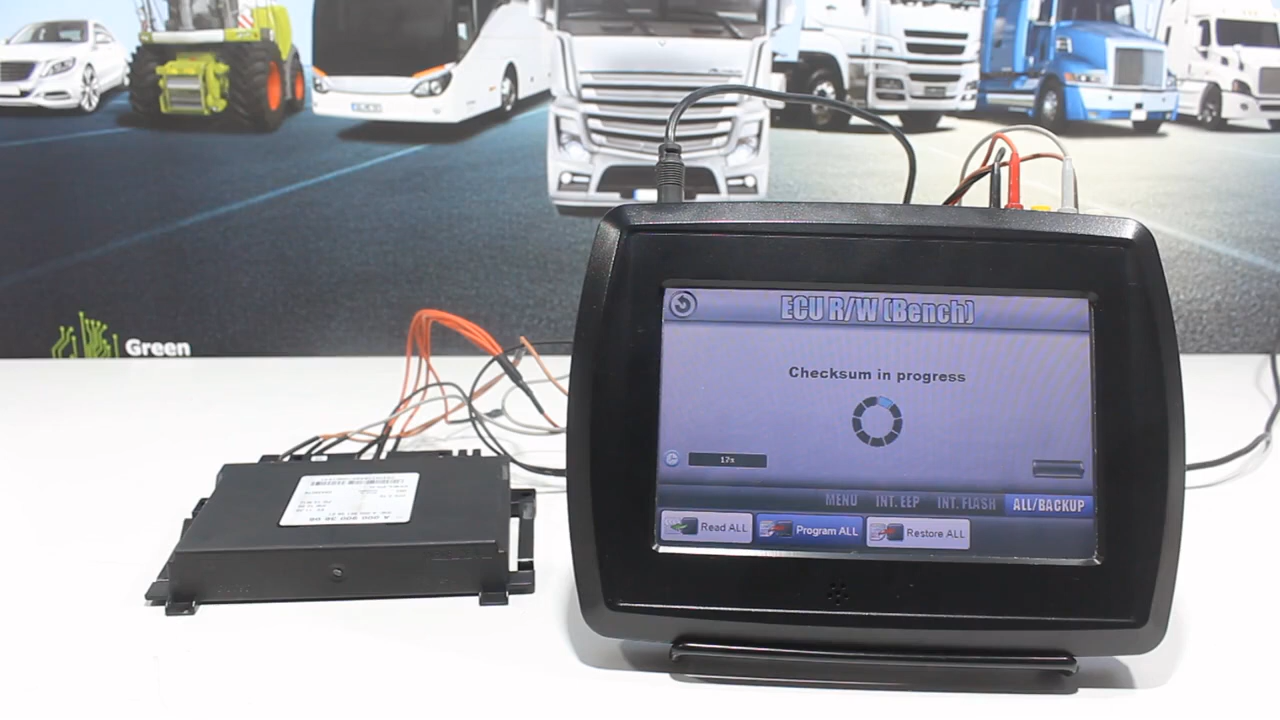 Green
ECU R/W (Bench)
Checksum in progress
17s
MENU INT. EEP INT. FLASH ALL/BACKUP
Read ALL Program ALL Restore ALL